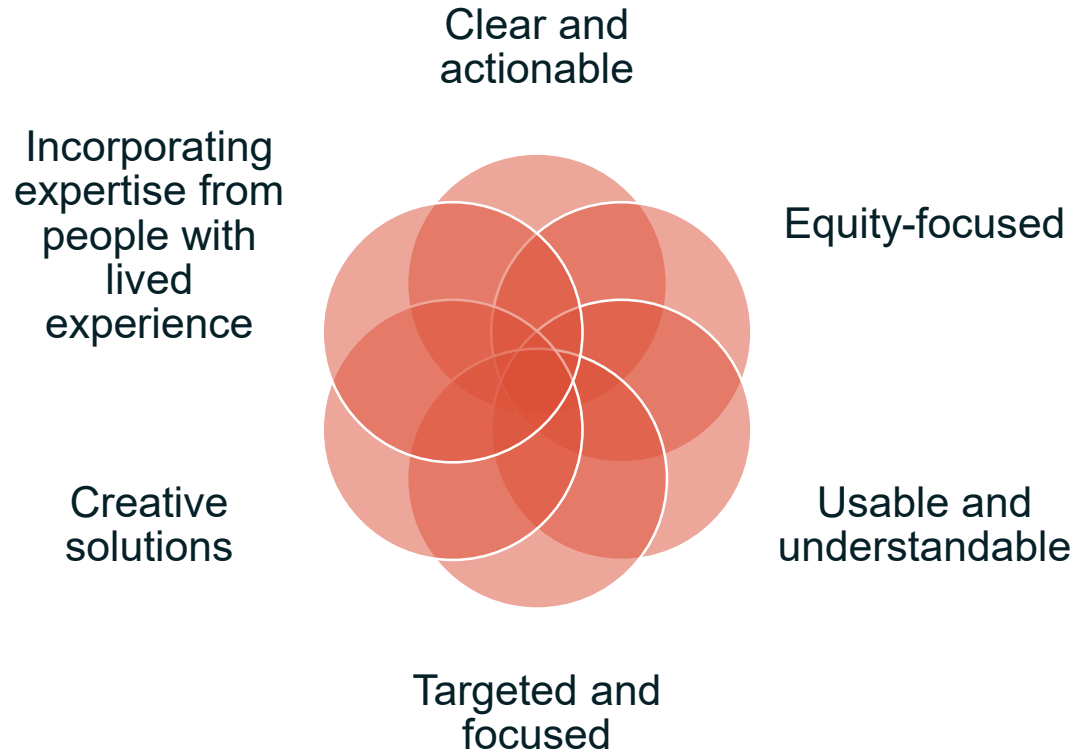 Clear and
actionable
Equity-focused
Usable and
understandable
Targeted and
focused
Creative
solutions
Incorporating
expertise from
people with
lived
experience